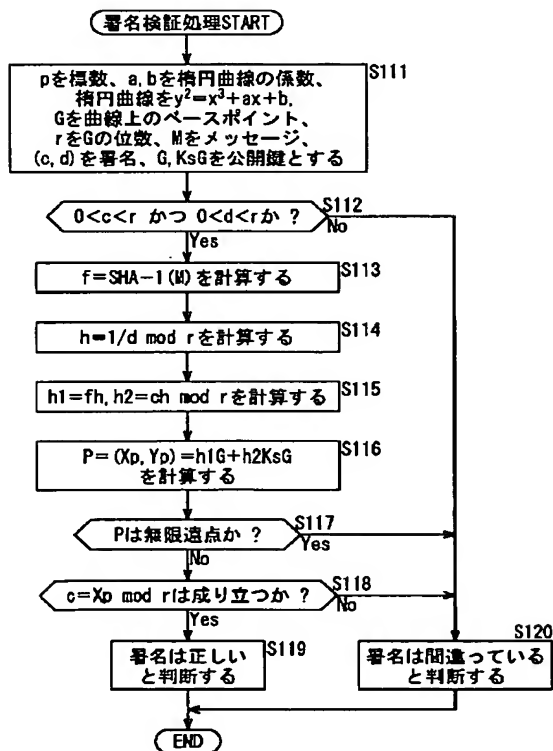 署名検証処理START
S111
pを標数、a,bを楕円曲線の係数、
楕円曲線をy²=x³+ax+b,
Gを曲線上のベースポイント、
rをGの位数、Mをメッセージ、
(c,d)を署名、G,KsGを公開鍵とする
S112
0<c<r かつ 0<d<rか ?
No
Yes
S113
f=SHA-1(M)を計算する
S114
h=1/d mod rを計算する
S115
h1=fh,h2=ch mod rを計算する
S116
P=(Xp,Yp)=h1G+h2KsG
を計算する
S117
Pは無限遠点か ?
Yes
No
S118
c=Xp mod rは成り立つか ?
No
Yes
S119
署名は正しい
と判断する
S120
署名は間違っている
と判断する
END